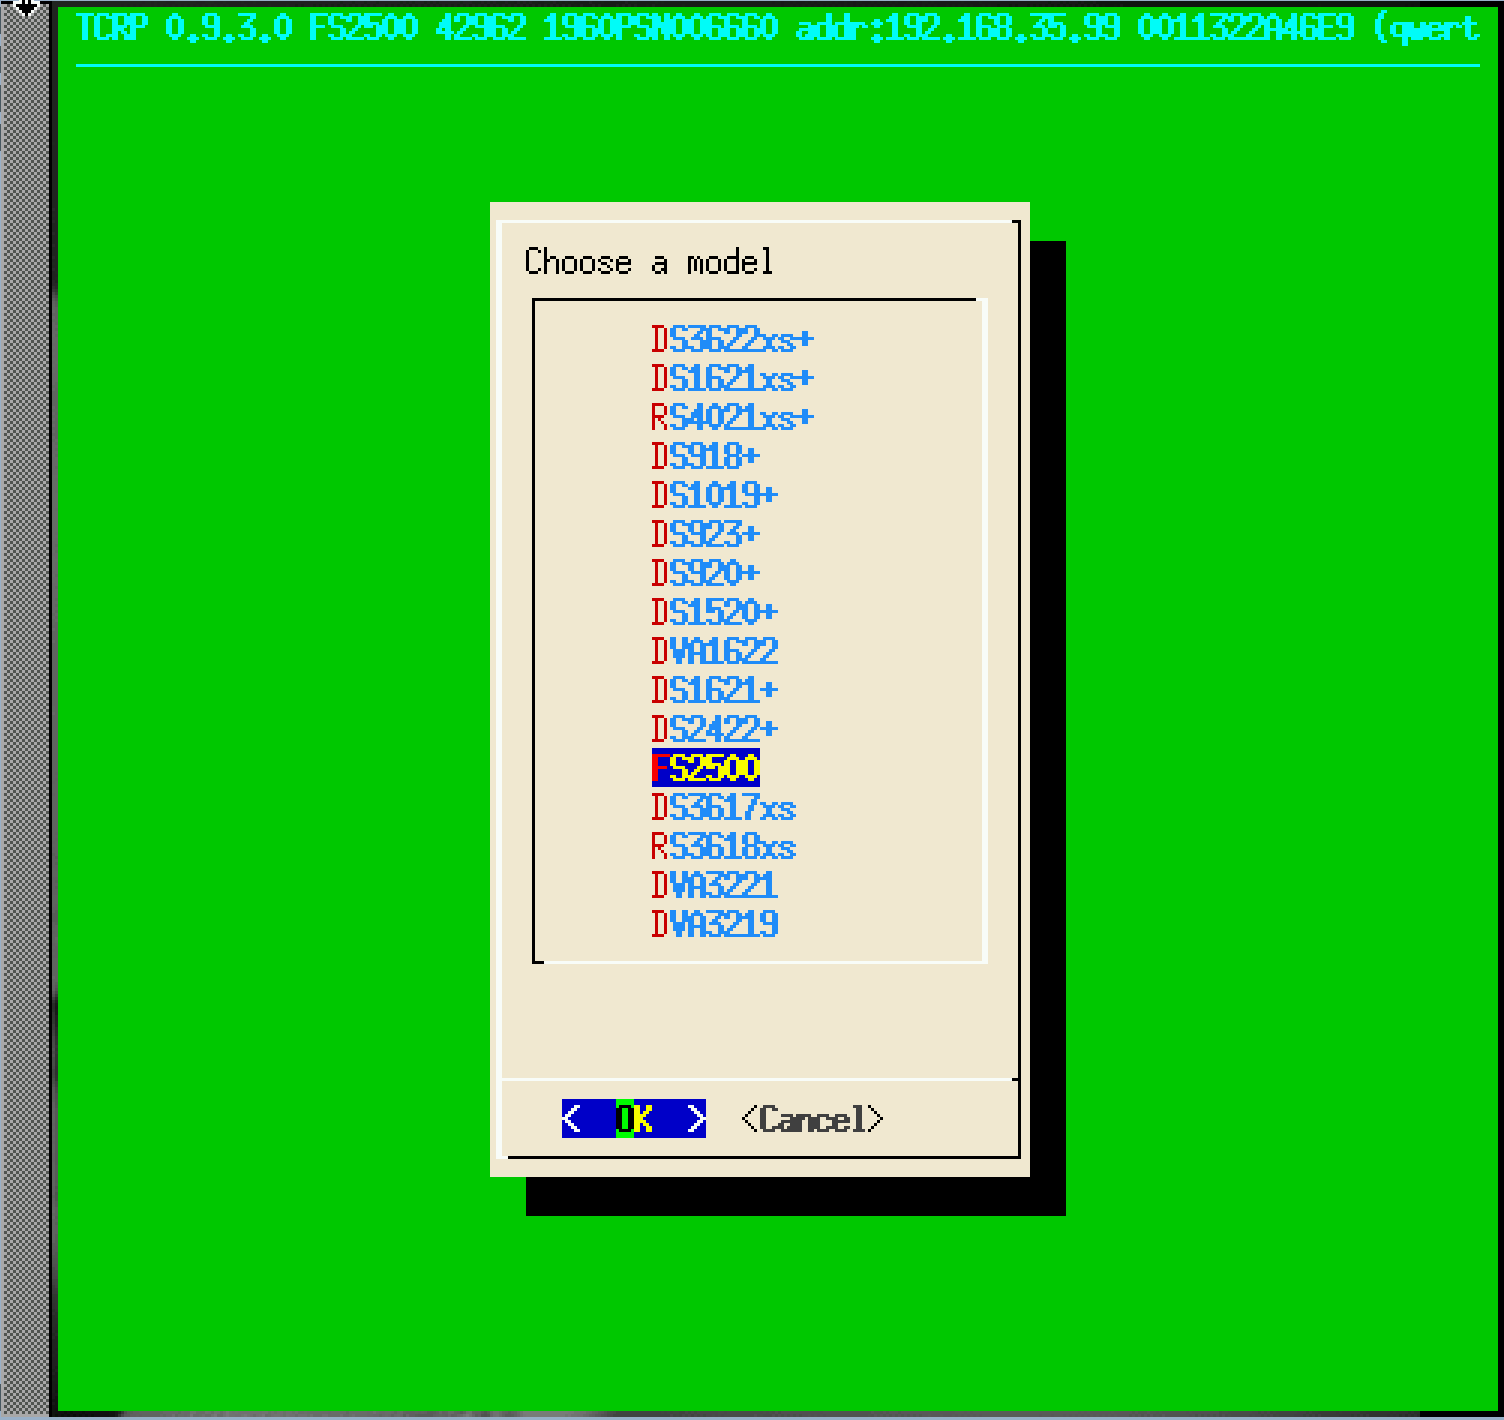 TCRP 0.9.3.0 FS2500 42962 1960PSN006660 addr:192.168.35.99 0011322A46E9 (qwert
Choose a model
DS3622xs+
DS1621xs+
RS4021xs+
DS918+
DS1019+
DS923+
DS920+
DS1520+
DVA1622
DS1621+
DS2422+
FS2500
DS3617xs
RS3618xs
DVA3221
DVA3219
< OK > <Cancel>